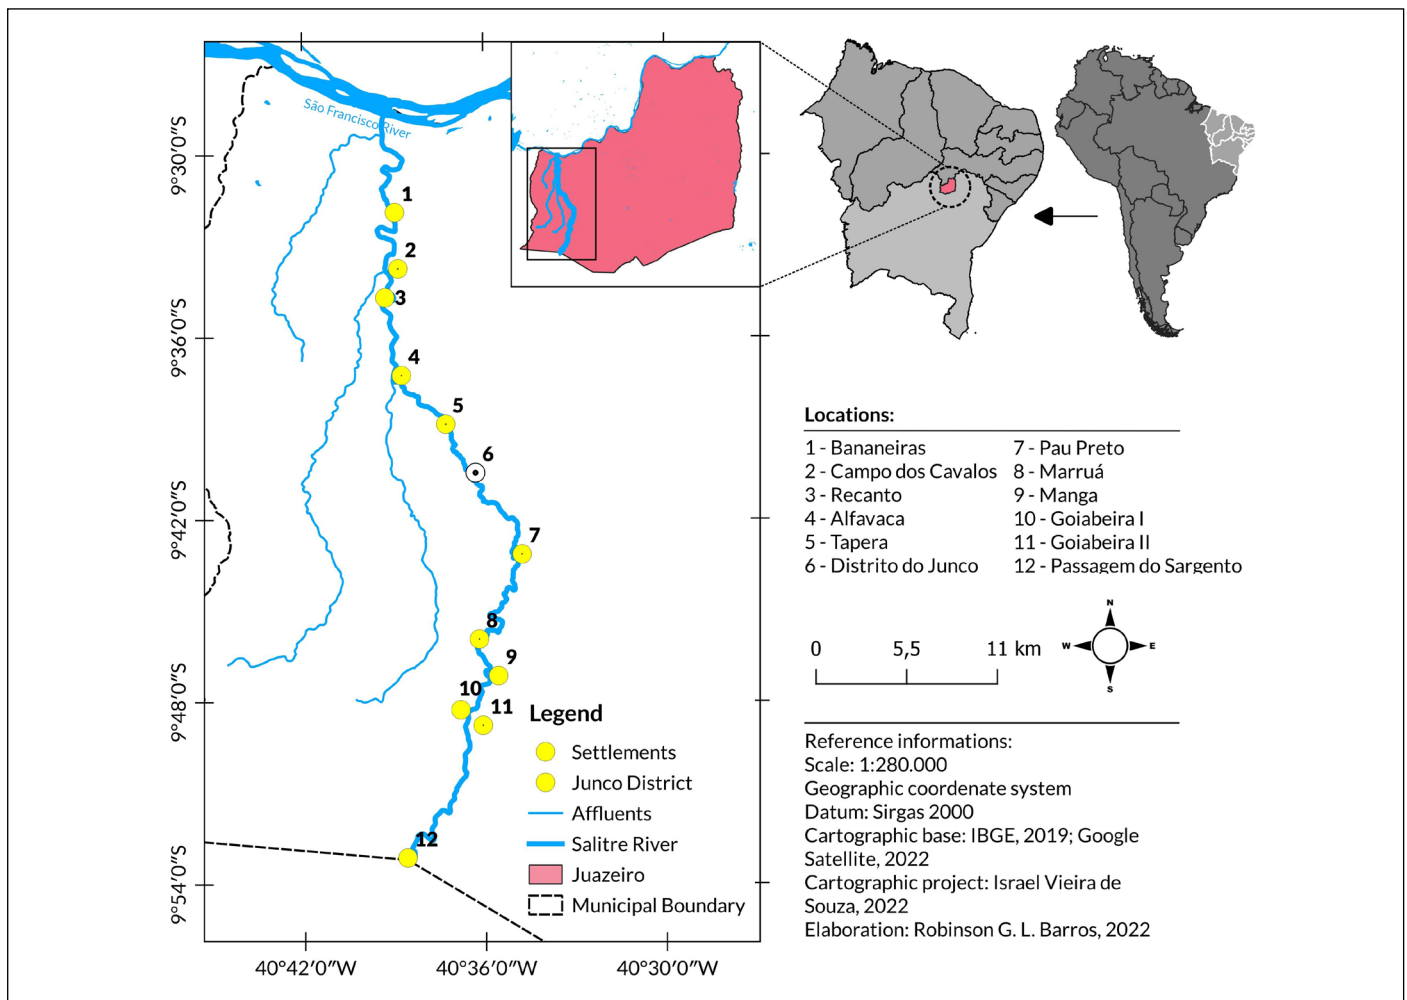 São Francisco River
9°30'0"S
9°36'0"S
9°42'0"S
9°48'0"S
9°54'0"S
40°42'0"W
40°36'0"W
40°30'0"W
1
2
3
4
5
6
7
8
9
10
11
12
Legend
Settlements
Junco District
Affluents
Salitre River
Juazeiro
Municipal Boundary
Locations:
1 - Bananeiras
2 - Campo dos Cavalos
3 - Recanto
4 - Alfavaca
5 - Tapera
6 - Distrito do Junco
7 - Pau Preto
8 - Marruá
9 - Manga
10 - Goiabeira I
11 - Goiabeira II
12 - Passagem do Sargento
0 5,5 11 km
N
W E
S
Reference informations:
Scale: 1:280.000
Geographic coordenate system
Datum: Sirgas 2000
Cartographic base: IBGE, 2019; Google
Satellite, 2022
Cartographic project: Israel Vieira de
Souza, 2022
Elaboration: Robinson G. L. Barros, 2022